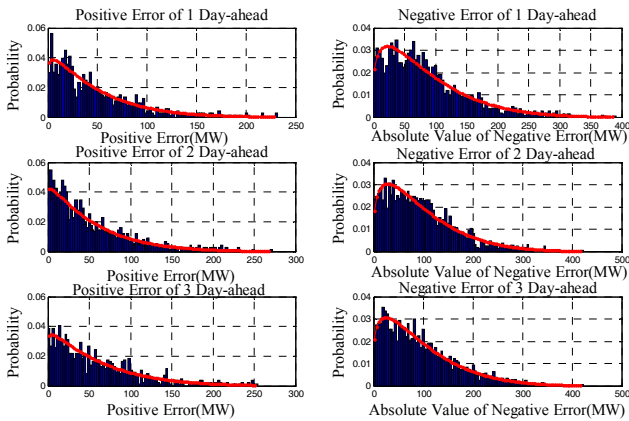 Positive Error of 1 Day-ahead
Probability
0.06
0.04
0.02
0
0 50 100 150 200 250
Positive Error(MW)
Negative Error of 1 Day-ahead
Probability
0.04
0.03
0.02
0.01
0
0 50 100 150 200 250 300 350 400
Absolute Value of Negative Error(MW)
Positive Error of 2 Day-ahead
Probability
0.06
0.04
0.02
0
0 50 100 150 200 250 300
Positive Error(MW)
Negative Error of 2 Day-ahead
Probability
0.04
0.03
0.02
0.01
0
0 100 200 300 400 500
Absolute Value of Negative Error(MW)
Positive Error of 3 Day-ahead
Probability
0.06
0.04
0.02
0
0 50 100 150 200 250 300
Positive Error(MW)
Negative Error of 3 Day-ahead
Probability
0.04
0.03
0.02
0.01
0
0 100 200 300 400 500
Absolute Value of Negative Error(MW)